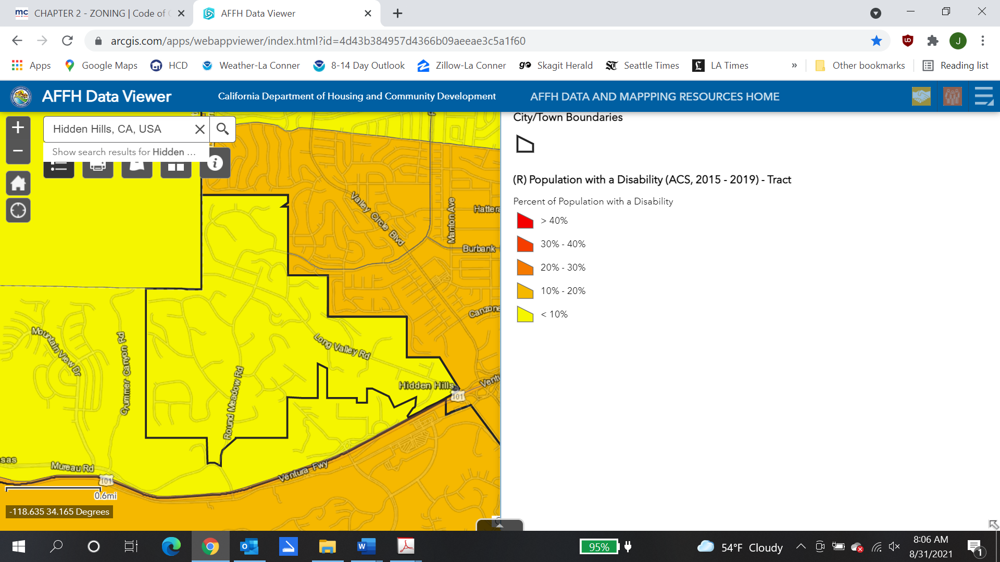 mc CHAPTER 2 - ZONING | Code of
AFFH Data Viewer
arcgis.com/apps/webappviewer/index.html?id=4d43b384957d4366b09aeeae3c5a1f60
J
Apps
Google Maps
HCD
Weather-La Conner
8-14 Day Outlook
Zillow-La Conner
go Skagit Herald
Seattle Times
LA Times
»
Other bookmarks
Reading list
AFFH Data Viewer
California Department of Housing and Community Development
AFFH DATA AND MAPPPING RESOURCES HOME
Hidden Hills, CA, USA
Show search results for Hidden ...
Valley Circle Blvd
Manton Ave
Hattera
Burbank
Canzone
Mountain View Dr
Crummer Canyon Rd
Long Valley Rd
Round Meadow Rd
Hidden Hills
Vent
101
sas
Mureau Rd
101
Ventura Fwy
0.6mi
-118.635 34.165 Degrees
City/Town Boundaries
(R) Population with a Disability (ACS, 2015 - 2019) - Tract
Percent of Population with a Disability
> 40%
30% - 40%
20% - 30%
10% - 20%
< 10%
95%
54°F Cloudy
8:06 AM
8/31/2021
1